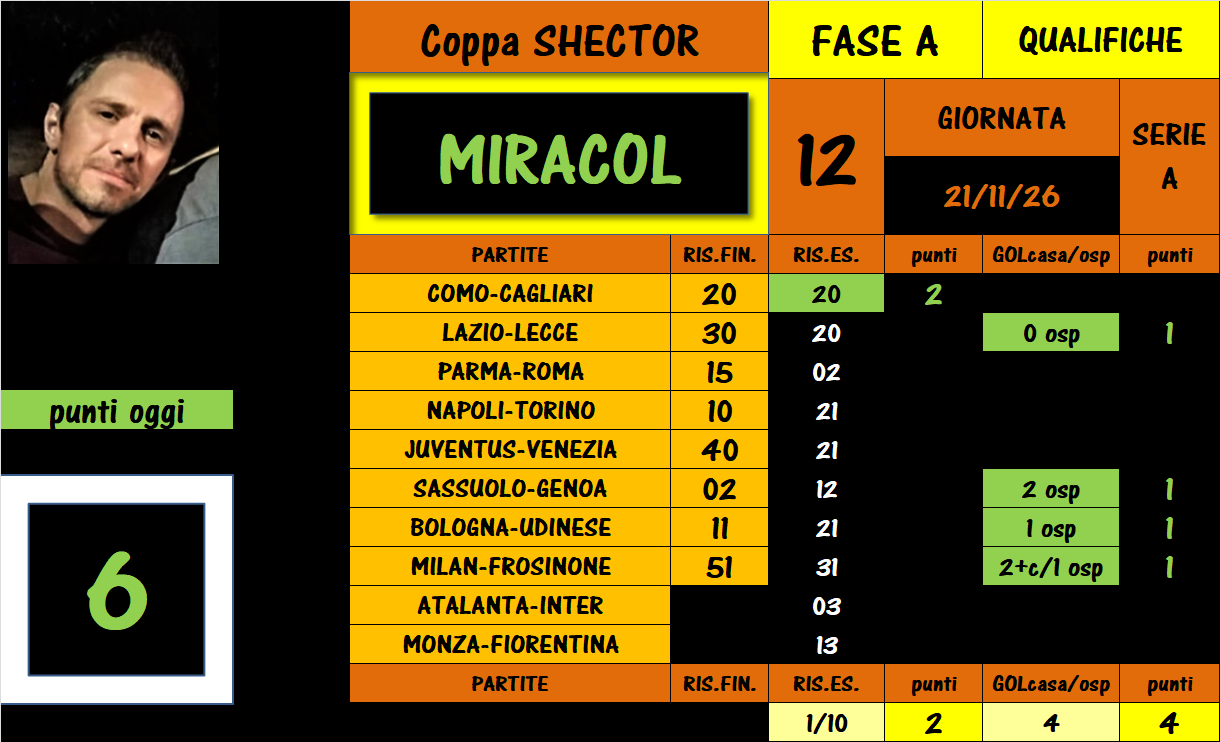 Coppa SHECTOR FASE A QUALIFICHE
MIRACOL 12 GIORNATA SERIE A
21/11/26
PARTITE RIS.FIN. RIS.ES. punti GOLcasa/osp punti
COMO-CAGLIARI 20 20 2
LAZIO-LECCE 30 20 0 osp 1
PARMA-ROMA 15 02
punti oggi NAPOLI-TORINO 10 21
JUVENTUS-VENEZIA 40 21
SASSUOLO-GENOA 02 12 2 osp 1
BOLOGNA-UDINESE 11 21 1 osp 1
MILAN-FROSINONE 51 31 2+c/1 osp 1
6 ATALANTA-INTER 03
MONZA-FIORENTINA 13
PARTITE RIS.FIN. RIS.ES. punti GOLcasa/osp punti
1/10 2 4 4